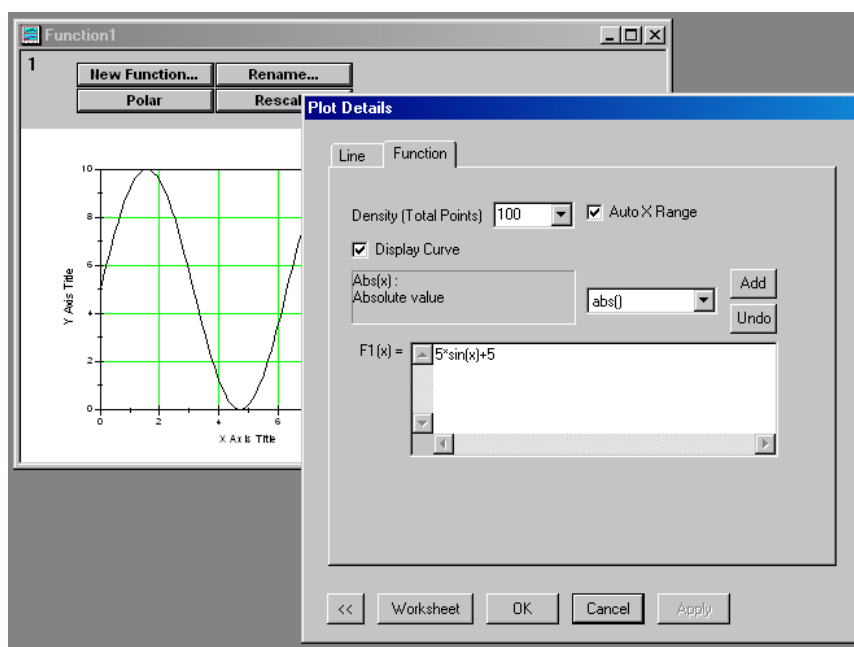 Function1
1
New Function... Rename...
Polar Rescal
10
8
6
4
2
0
0 2 4 6
Y Axis Title
X Axis Title
Plot Details
Line Function
Density (Total Points) 100 Auto X Range
Display Curve
Abs(x) :
Absolute value
abs()
Add
Undo
F1(x) = 5*sin(x)+5
<< Worksheet OK Cancel Apply